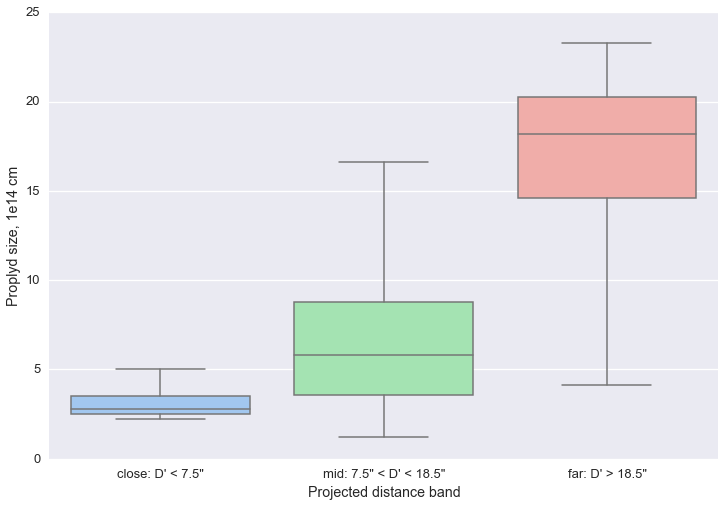 25
20
15
10
5
0
Proplyd size, 1e14 cm
close: D' < 7.5"
mid: 7.5" < D' < 18.5"
far: D' > 18.5"
Projected distance band